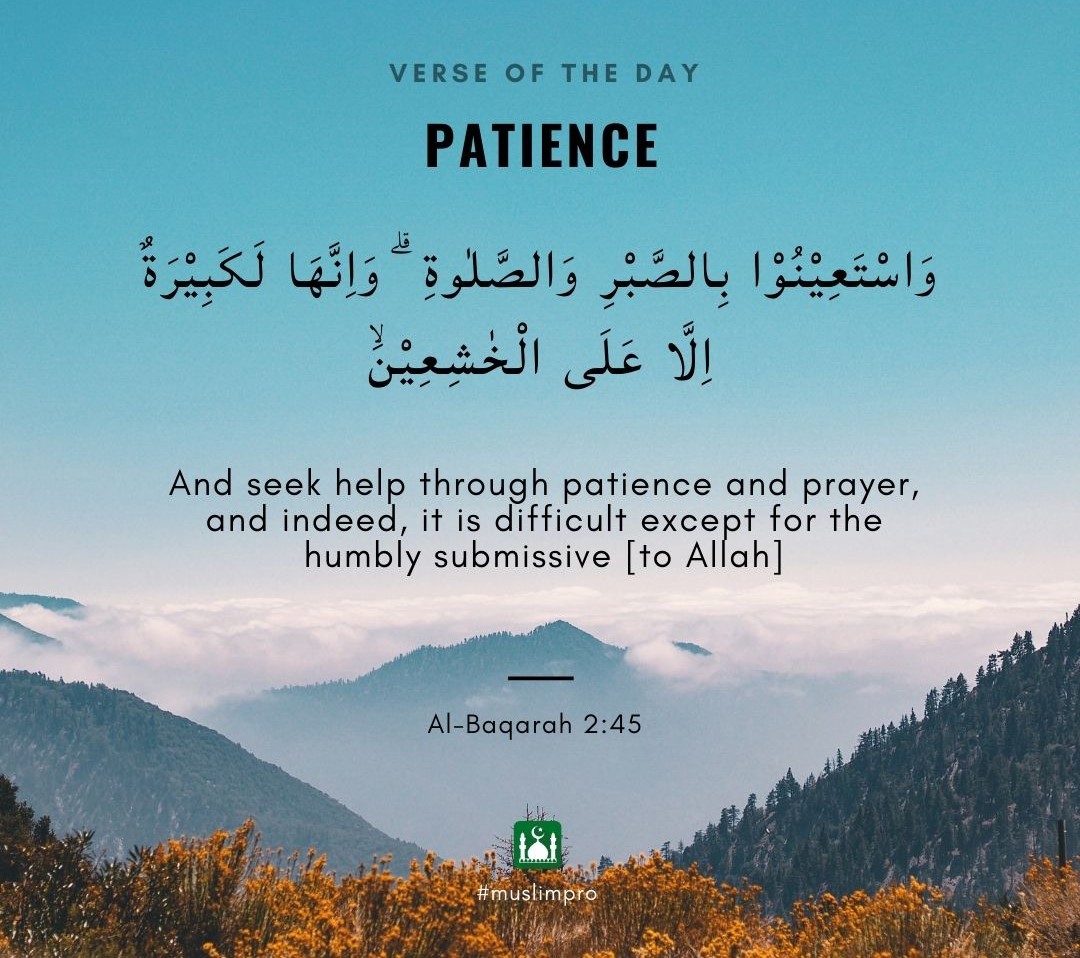 VERSE OF THE DAY
PATIENCE
وَاسْتَعِيْنُوْا بِالصَّبْرِ وَالصَّلٰوةِ ۗ وَاِنَّهَا لَكَبِيْرَةٌ
اِلَّا عَلَى الْخٰشِعِيْنَۙ
And seek help through patience and prayer,
and indeed, it is difficult except for the
humbly submissive [to Allah]
Al-Baqarah 2:45
#muslimpro